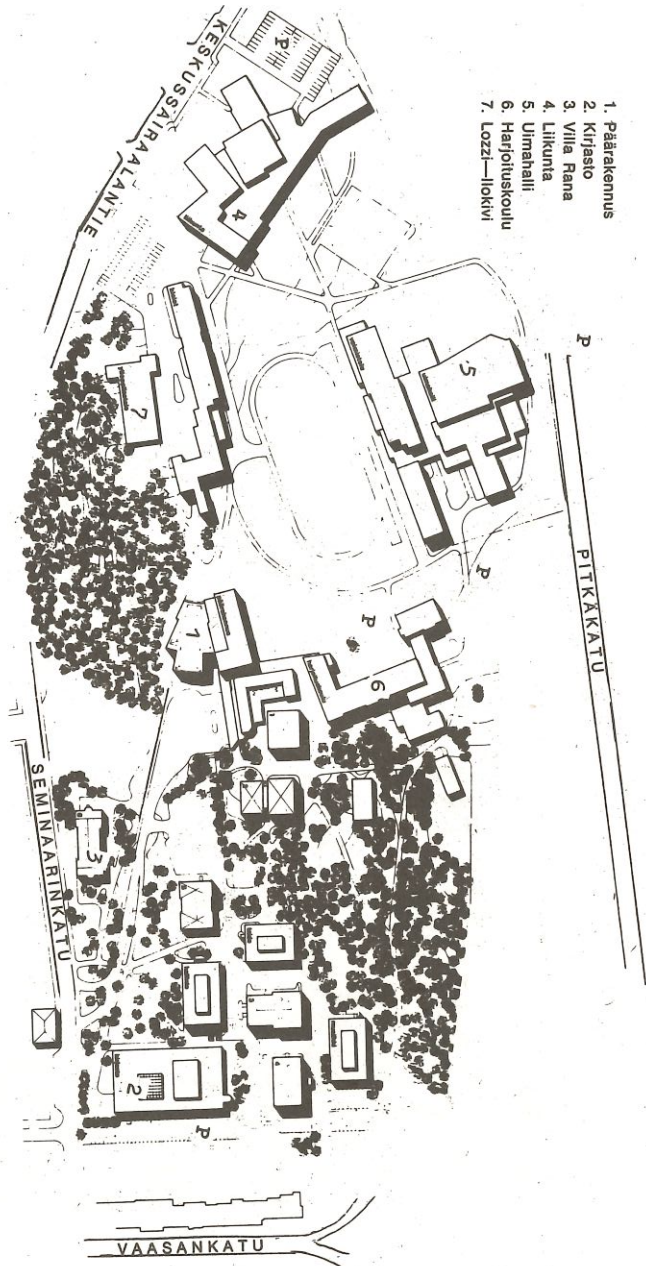 1. Päärakennus
2. Kirjasto
3. Villa Rana
4. Liikunta
5. Uimahalli
6. Harjoituskoulu
7. Lozzi—Ilokivi
KESKUSSAIRAALANTIE
P
4
P
5
PITKÄKATU
7
P
P
1
6
SEMINAARINKATU
3
2
P
VAASANKATU